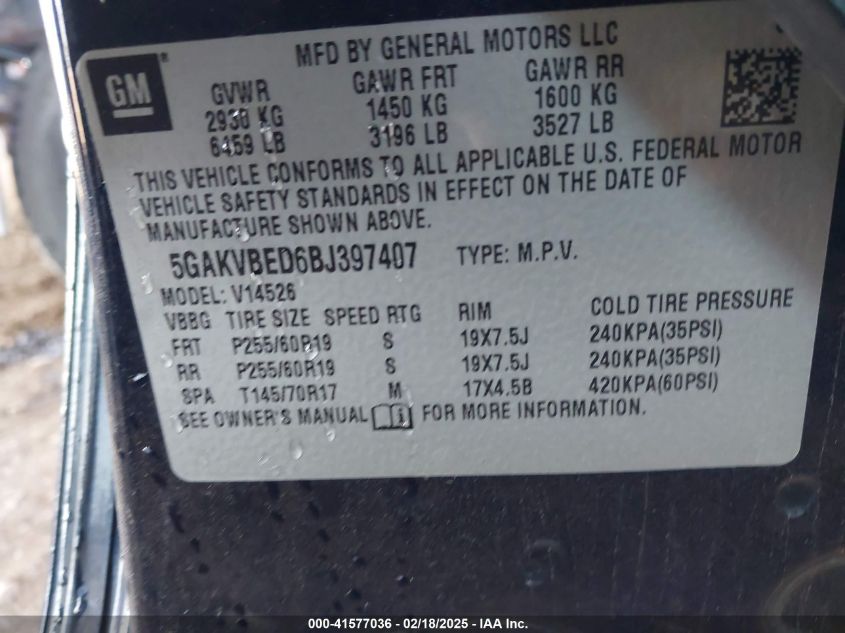 MFD BY GENERAL MOTORS LLC
GM®
GVWR GAWR FRT GAWR RR
2930 KG 1450 KG 1600 KG
6459 LB 3196 LB 3527 LB
THIS VEHICLE CONFORMS TO ALL APPLICABLE U.S. FEDERAL MOTOR
VEHICLE SAFETY STANDARDS IN EFFECT ON THE DATE OF
MANUFACTURE SHOWN ABOVE.
5GAKVBED6BJ397407 TYPE: M.P.V.
MODEL: V14526
VBBG TIRE SIZE SPEED RTG RIM COLD TIRE PRESSURE
FRT P255/60R19 S 19X7.5J 240KPA(35PSI)
RR P255/60R19 S 19X7.5J 240KPA(35PSI)
SPA T145/70R17 M 17X4.5B 420KPA(60PSI)
SEE OWNER'S MANUAL FOR MORE INFORMATION.
000-41577036 - 02/18/2025 - IAA Inc.